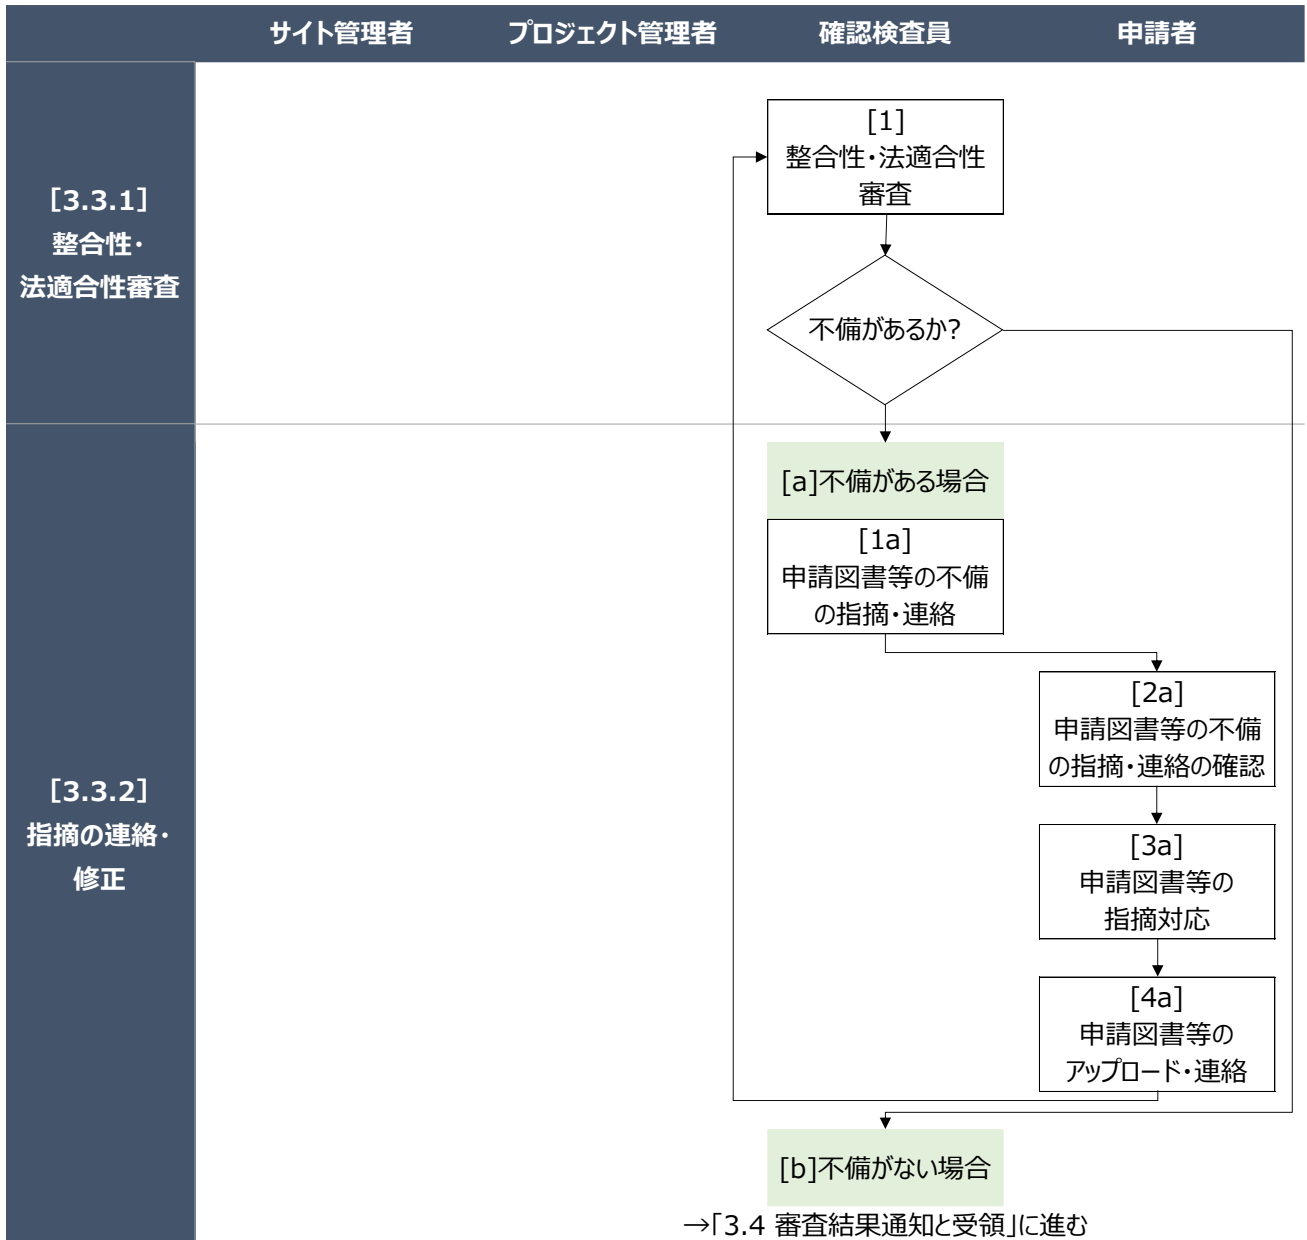 サイト管理者 プロジェクト管理者 確認検査員 申請者
[3.3.1]
整合性・
法適合性審査
[1]
整合性・法適合性
審査
不備があるか?
[3.3.2]
指摘の連絡・
修正
[a]不備がある場合
[1a]
申請図書等の不備
の指摘・連絡
[2a]
申請図書等の不備
の指摘・連絡の確認
[3a]
申請図書等の
指摘対応
[4a]
申請図書等の
アップロード・連絡
[b]不備がない場合
→「3.4 審査結果通知と受領」に進む